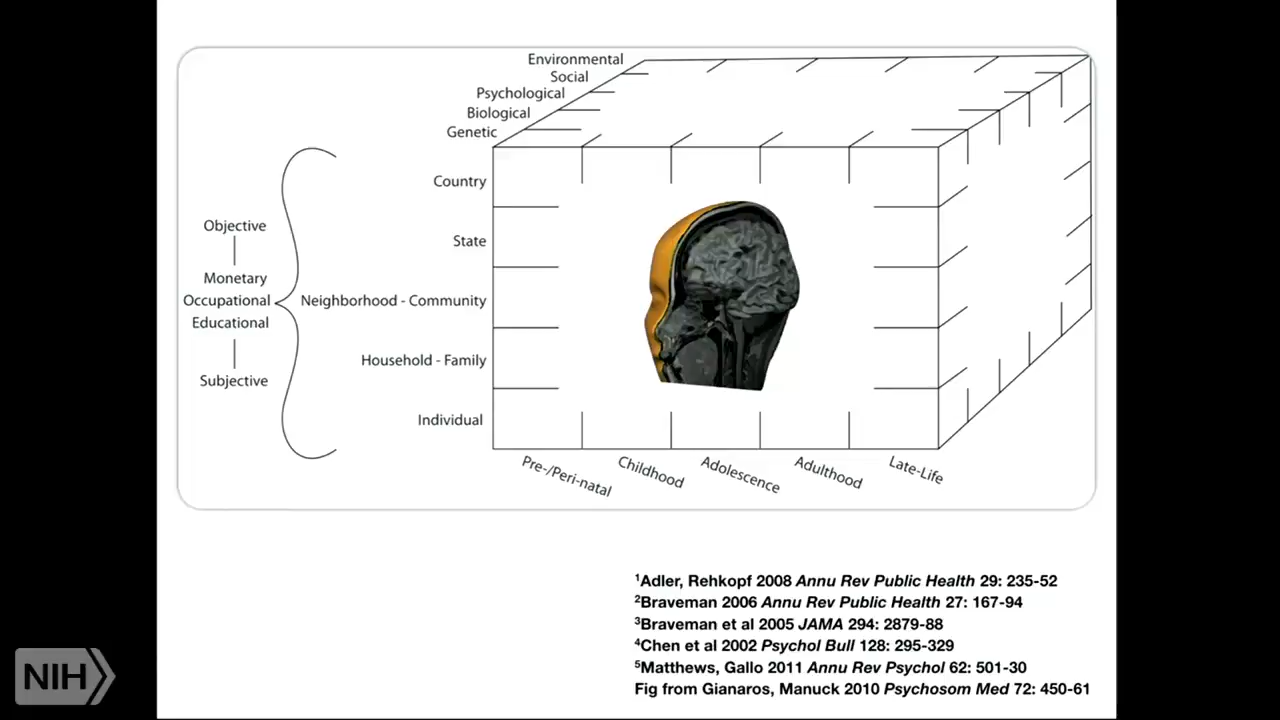 Environmental
Social
Psychological
Biological
Genetic
Country
State
Neighborhood - Community
Household - Family
Individual
Objective
Monetary
Occupational
Educational
Subjective
Pre-/Peri-natal
Childhood
Adolescence
Adulthood
Late-Life
1Adler, Rehkopf 2008 Annu Rev Public Health 29: 235-52
2Braveman 2006 Annu Rev Public Health 27: 167-94
3Braveman et al 2005 JAMA 294: 2879-88
4Chen et al 2002 Psychol Bull 128: 295-329
5Matthews, Gallo 2011 Annu Rev Psychol 62: 501-30
Fig from Gianaros, Manuck 2010 Psychosom Med 72: 450-61
NIH